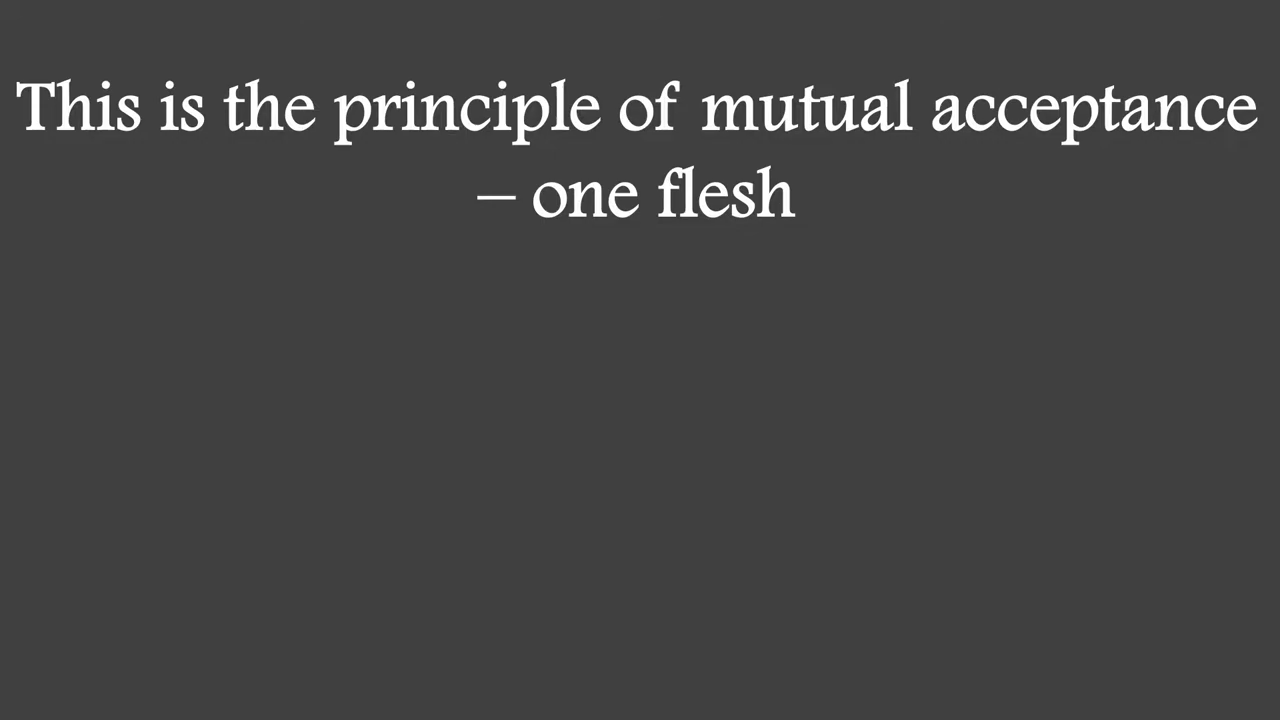 This is the principle of mutual acceptance
– one flesh